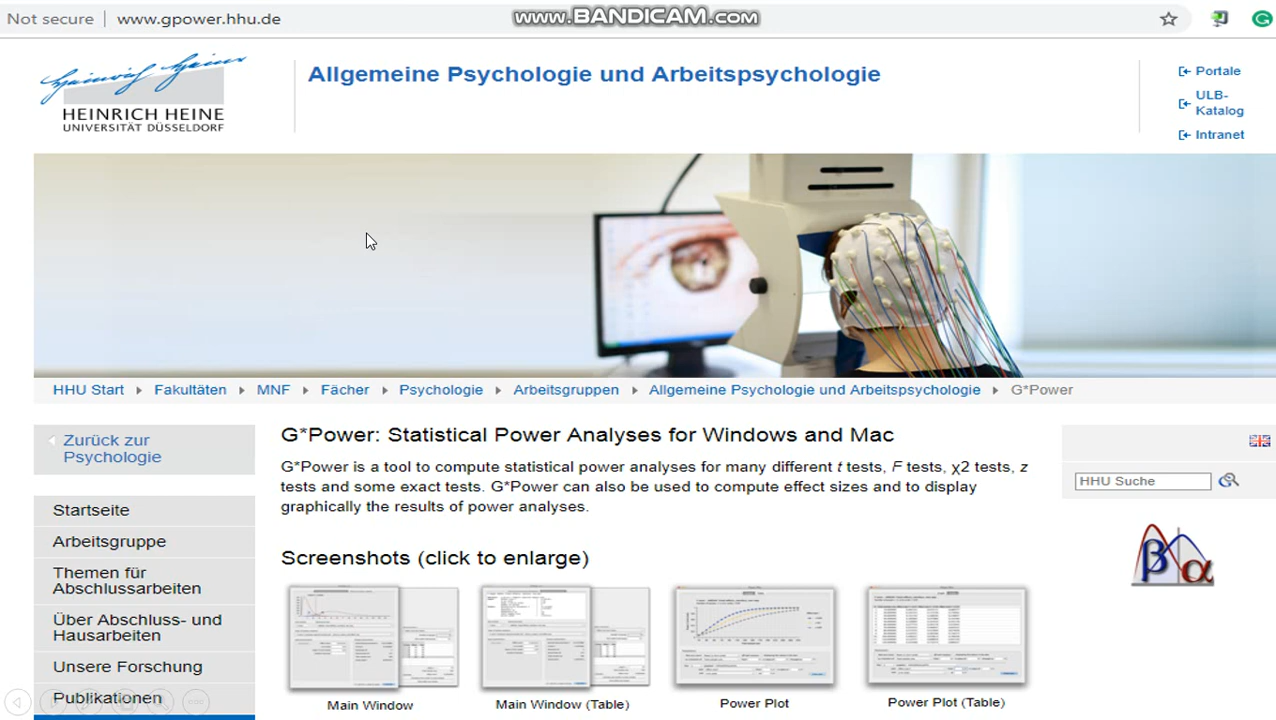 Not secure
www.gpower.hhu.de
www.BANDICAM.com
HEINRICH HEINE
UNIVERSITÄT DÜSSELDORF
Allgemeine Psychologie und Arbeitspsychologie
Portale
ULB-
Katalog
Intranet
HHU Start
Fakultäten
MNF
Fächer
Psychologie
Arbeitsgruppen
Allgemeine Psychologie und Arbeitspsychologie
G*Power
Zurück zur
Psychologie
Startseite
Arbeitsgruppe
Themen für
Abschlussarbeiten
Über Abschluss- und
Hausarbeiten
Unsere Forschung
Publikationen
G*Power: Statistical Power Analyses for Windows and Mac
G*Power is a tool to compute statistical power analyses for many different t tests, F tests, χ2 tests, z
tests and some exact tests. G*Power can also be used to compute effect sizes and to display
graphically the results of power analyses.
Screenshots (click to enlarge)
Main Window
Main Window (Table)
Power Plot
Power Plot (Table)
HHU Suche
β α